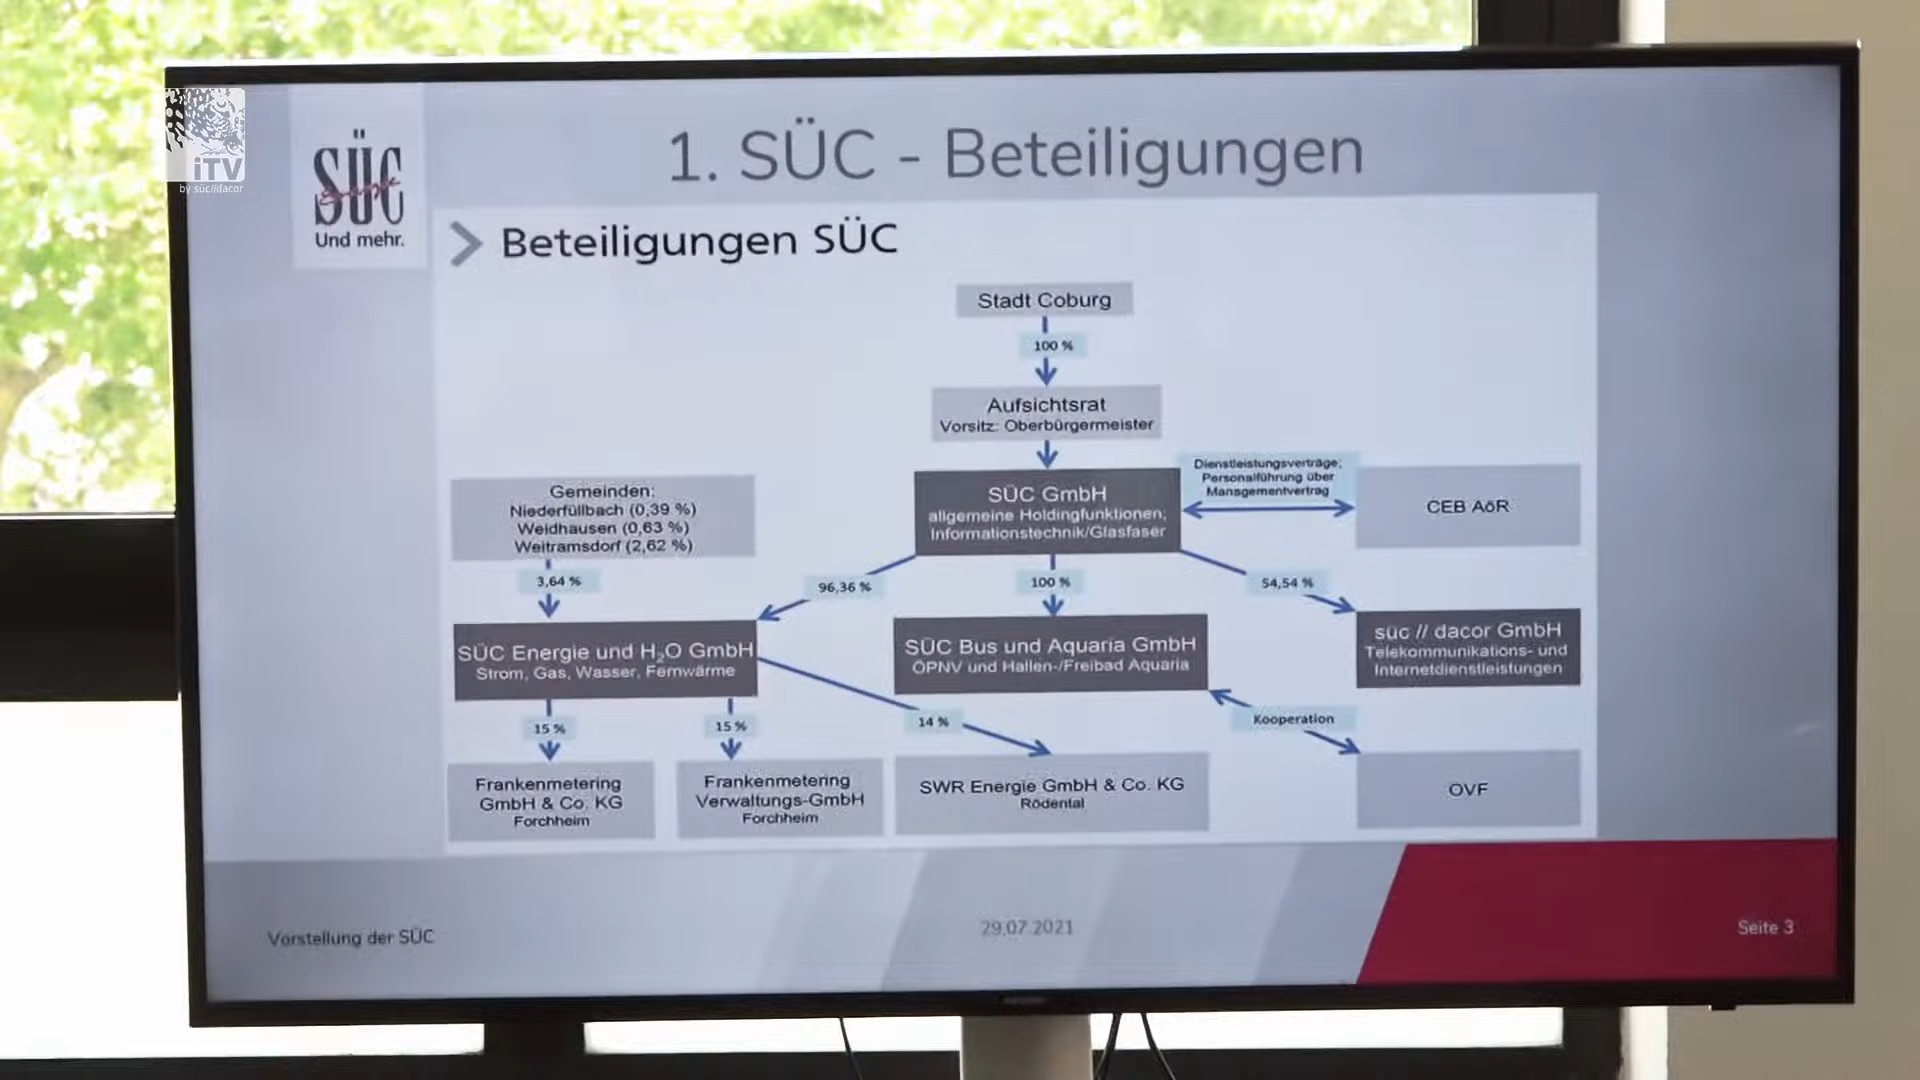 iTV
by süc//dacor
SÜC
Und mehr.
1. SÜC - Beteiligungen
Beteiligungen SÜC
Stadt Coburg
100 %
Aufsichtsrat
Vorsitz: Oberbürgermeister
Gemeinden:
Niederfüllbach (0,39 %)
Weidhausen (0,63 %)
Weitramsdorf (2,62 %)
SÜC GmbH
allgemeine Holdingfunktionen;
Informationstechnik/Glasfaser
Dienstleistungsverträge;
Personalführung über
Managementvertrag
CEB AöR
3,64 %
96,36 %
100 %
54,54 %
SÜC Energie und H₂O GmbH
Strom, Gas, Wasser, Fernwärme
SÜC Bus und Aquaria GmbH
ÖPNV und Hallen-/Freibad Aquaria
süc // dacor GmbH
Telekommunikations- und
Internetdienstleistungen
15 %
15 %
14 %
Kooperation
Frankenmetering
GmbH & Co. KG
Forchheim
Frankenmetering
Verwaltungs-GmbH
Forchheim
SWR Energie GmbH & Co. KG
Rödental
OVF
Vorstellung der SÜC
29.07.2021
Seite 3